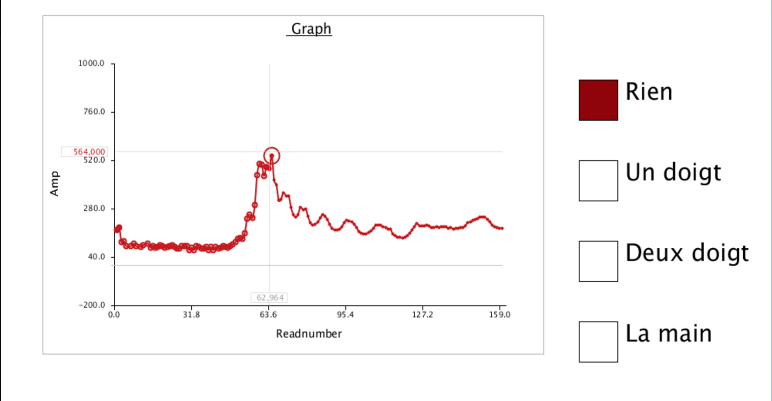 Graph
1000.0
760.0
564,000
520.0
280.0
40.0
-200.0
Amp
62,964
0.0 31.8 63.6 95.4 127.2 159.0
Readnumber
Rien
Un doigt
Deux doigt
La main